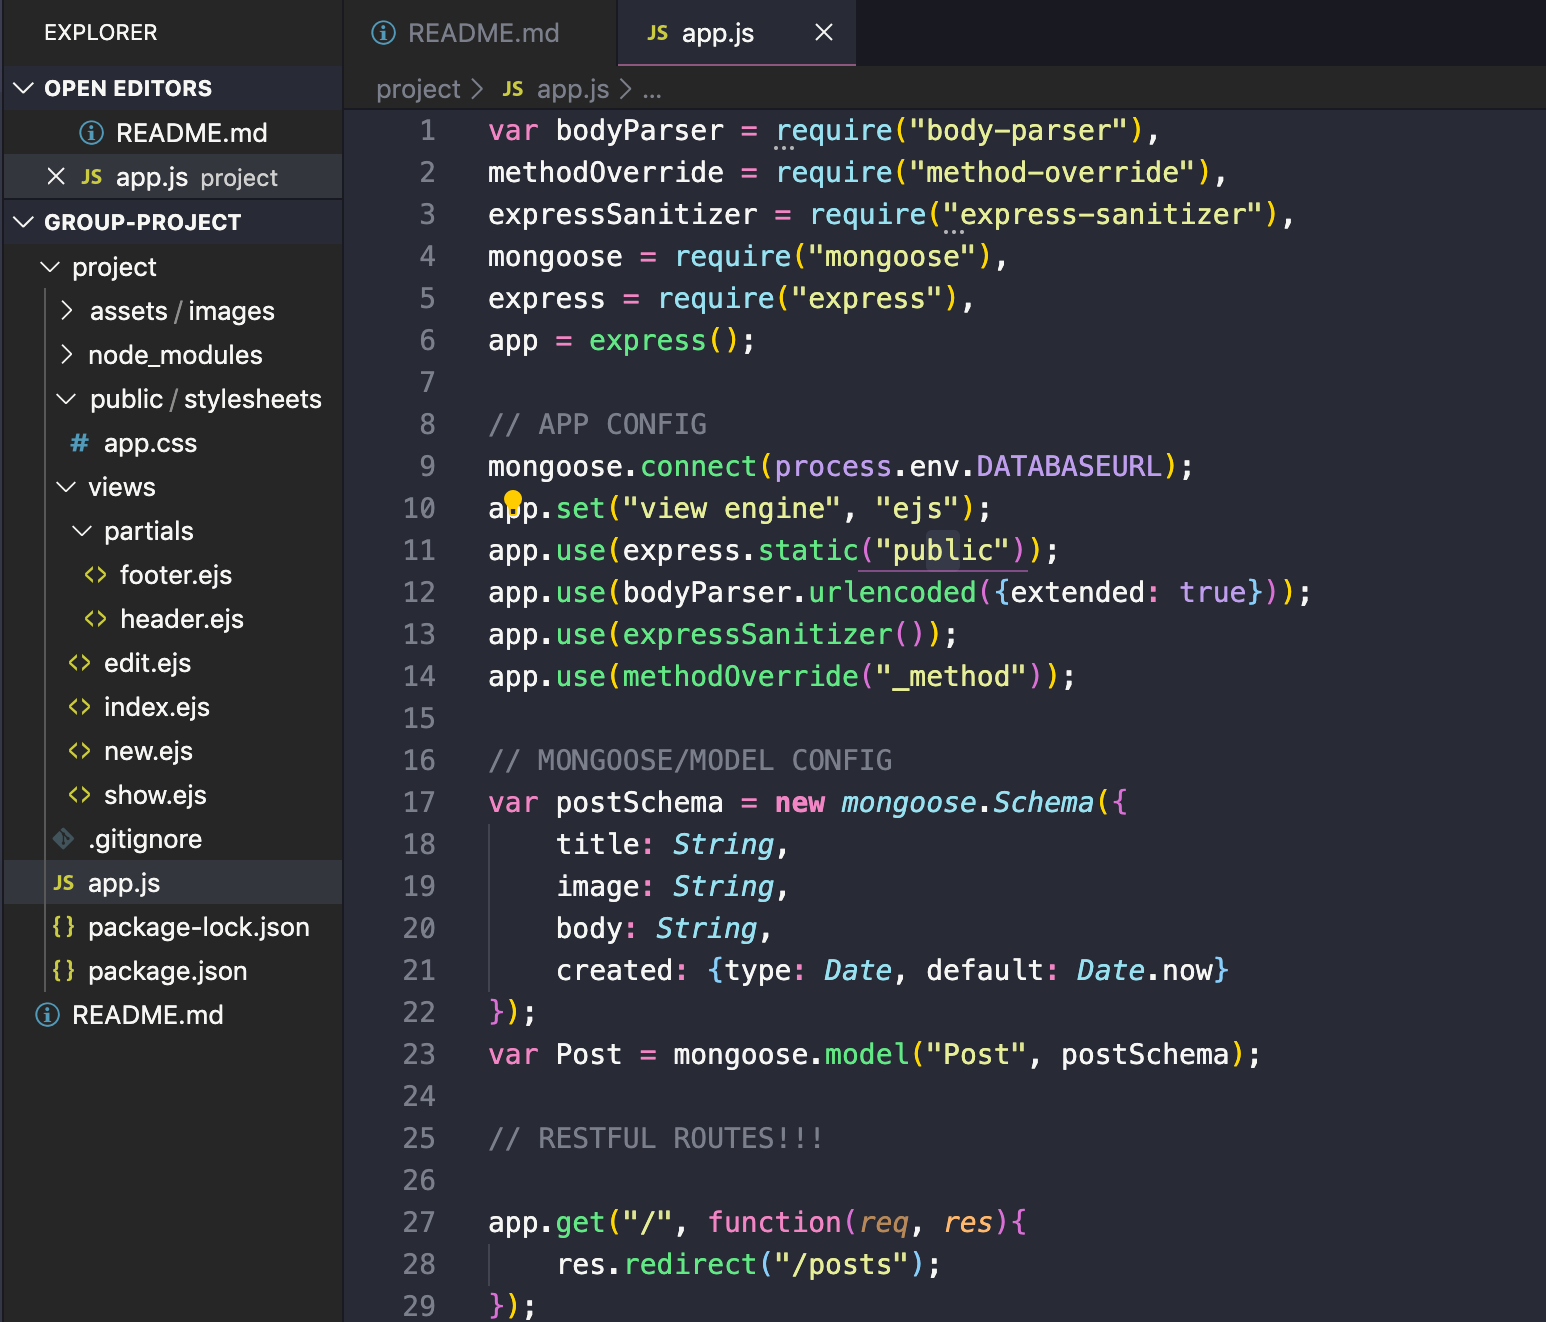 EXPLORER
OPEN EDITORS
README.md
JS app.js project
GROUP-PROJECT
project
assets / images
node_modules
public / stylesheets
# app.css
views
partials
<> footer.ejs
<> header.ejs
<> edit.ejs
<> index.ejs
<> new.ejs
<> show.ejs
.gitignore
JS app.js
{} package-lock.json
{} package.json
README.md
README.md
JS app.js
project > JS app.js > ...
1 var bodyParser = require("body-parser"),
2 methodOverride = require("method-override"),
3 expressSanitizer = require("express-sanitizer"),
4 mongoose = require("mongoose"),
5 express = require("express"),
6 app = express();
7
8 // APP CONFIG
9 mongoose.connect(process.env.DATABASEURL);
10 app.set("view engine", "ejs");
11 app.use(express.static("public"));
12 app.use(bodyParser.urlencoded({extended: true}));
13 app.use(expressSanitizer());
14 app.use(methodOverride("_method"));
15
16 // MONGOOSE/MODEL CONFIG
17 var postSchema = new mongoose.Schema({
18     title: String,
19     image: String,
20     body: String,
21     created: {type: Date, default: Date.now}
22 });
23 var Post = mongoose.model("Post", postSchema);
24
25 // RESTFUL ROUTES!!!
26
27 app.get("/", function(req, res){
28     res.redirect("/posts");
29 });